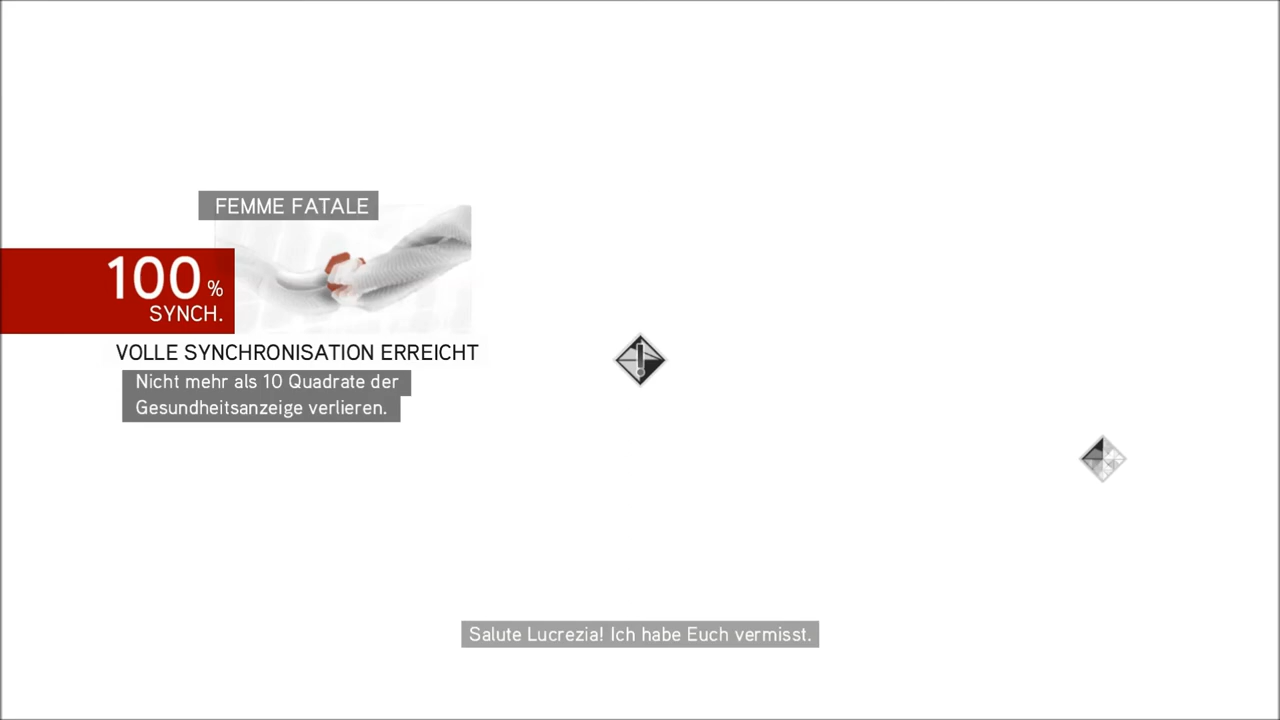 FEMME FATALE
100 %
SYNCH.
VOLLE SYNCHRONISATION ERREICHT
Nicht mehr als 10 Quadrate der
Gesundheitsanzeige verlieren.
Salute Lucrezia! Ich habe Euch vermisst.